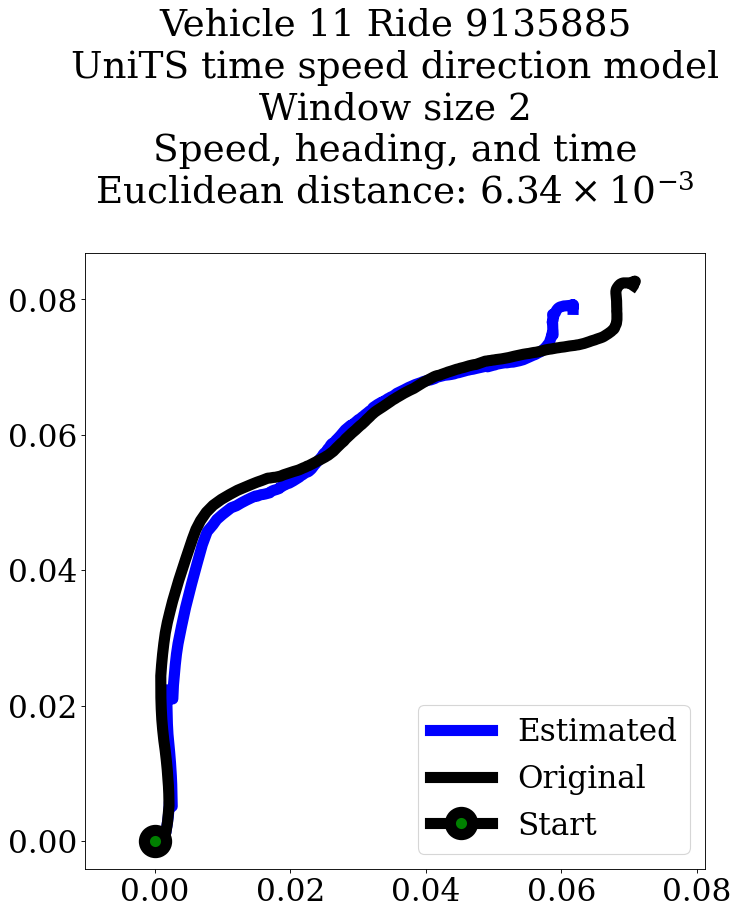 Vehicle 11 Ride 9135885
UniTS time speed direction model
Window size 2
Speed, heading, and time
Euclidean distance: 6.34 × 10⁻³
0.08
0.06
0.04
0.02
0.00
Estimated
Original
Start
0.00 0.02 0.04 0.06 0.08